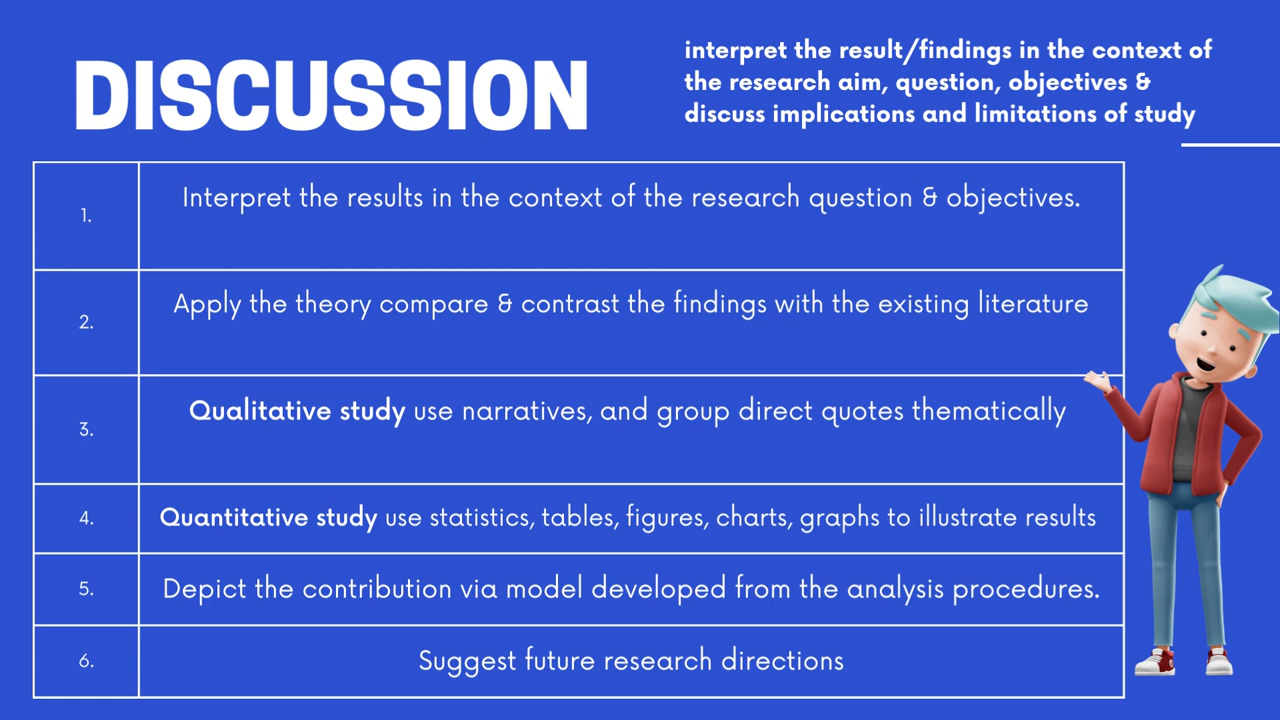 DISCUSSION
interpret the result/findings in the context of
the research aim, question, objectives &
discuss implications and limitations of study
1. Interpret the results in the context of the research question & objectives.
2. Apply the theory compare & contrast the findings with the existing literature
3. Qualitative study use narratives, and group direct quotes thematically
4. Quantitative study use statistics, tables, figures, charts, graphs to illustrate results
5. Depict the contribution via model developed from the analysis procedures.
6. Suggest future research directions